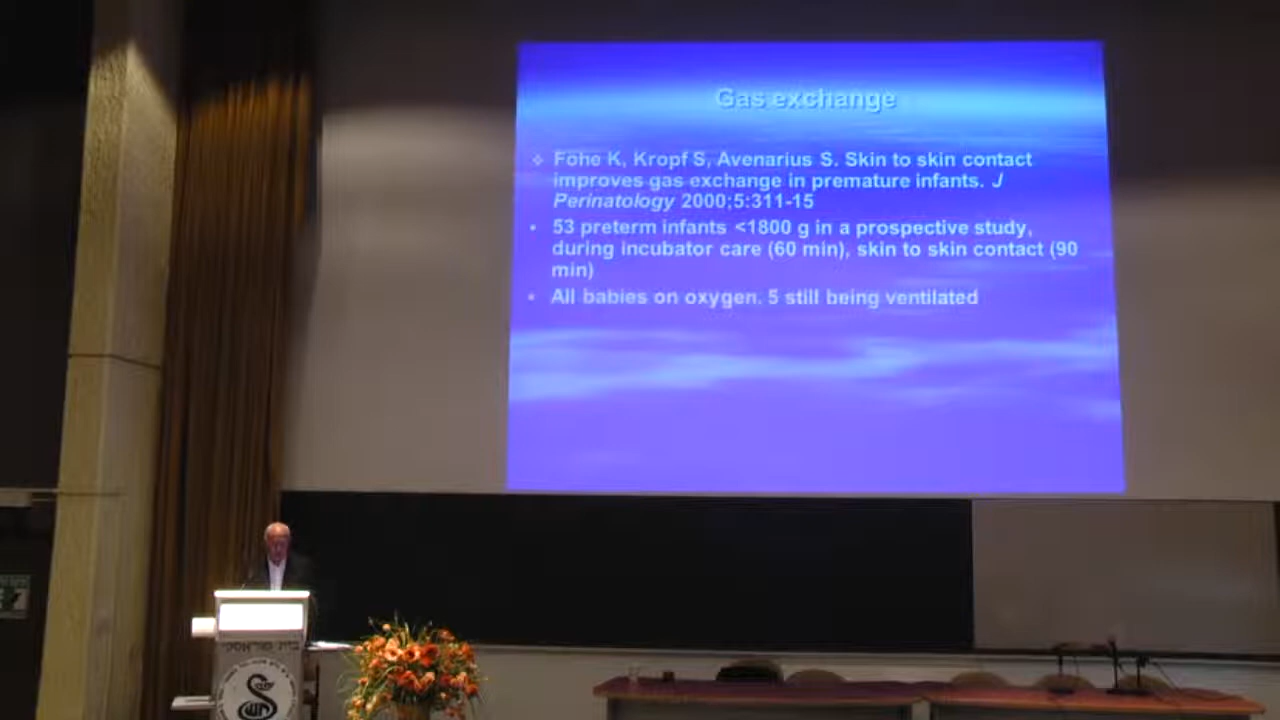 Gas exchange
Fohe K, Kropf S, Avenarius S. Skin to skin contact
improves gas exchange in premature infants. J
Perinatology 2000;5:311-15
53 preterm infants <1800 g in a prospective study,
during incubator care (60 min), skin to skin contact (90
min)
All babies on oxygen. 5 still being ventilated